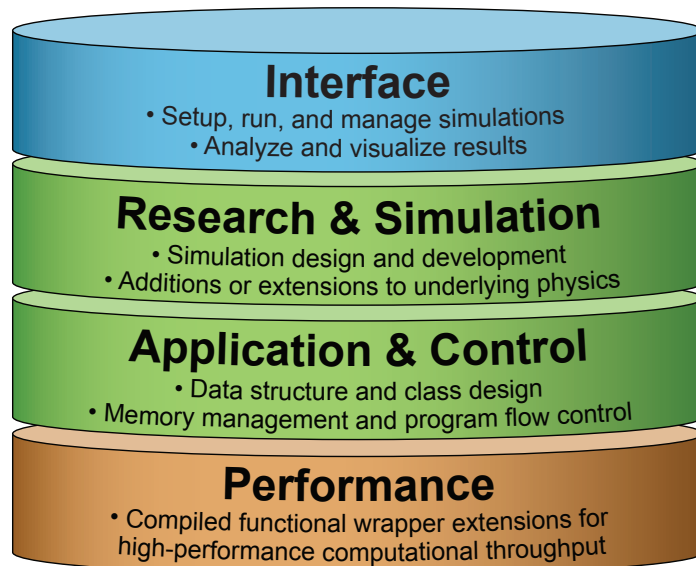 Interface
• Setup, run, and manage simulations
• Analyze and visualize results
Research & Simulation
• Simulation design and development
• Additions or extensions to underlying physics
Application & Control
• Data structure and class design
• Memory management and program flow control
Performance
• Compiled functional wrapper extensions for
high-performance computational throughput